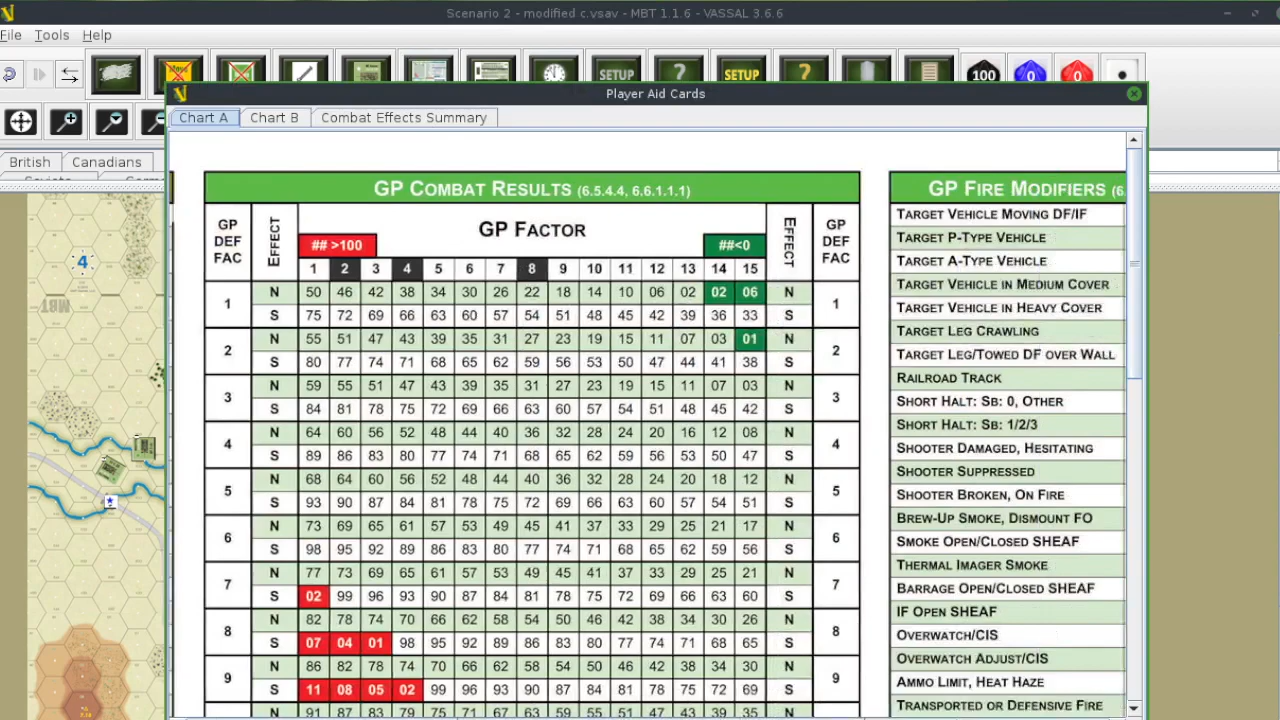 Scenario 2 - modified c.vsav - MBT 1.1.6 - VASSAL 3.6.6
File Tools Help
SETUP ? SETUP ? 100 0 0
Player Aid Cards
Chart A Chart B Combat Effects Summary
British Canadians
4
MBT
GP COMBAT RESULTS (6.5.4.4, 6.6.1.1.1)
GP DEF FAC EFFECT GP FACTOR EFFECT GP DEF FAC
## >100 ##<0
1 2 3 4 5 6 7 8 9 10 11 12 13 14 15
1 N 50 46 42 38 34 30 26 22 18 14 10 06 02 02 06 N 1
S 75 72 69 66 63 60 57 54 51 48 45 42 39 36 33 S
2 N 55 51 47 43 39 35 31 27 23 19 15 11 07 03 01 N 2
S 80 77 74 71 68 65 62 59 56 53 50 47 44 41 38 S
3 N 59 55 51 47 43 39 35 31 27 23 19 15 11 07 03 N 3
S 84 81 78 75 72 69 66 63 60 57 54 51 48 45 42 S
4 N 64 60 56 52 48 44 40 36 32 28 24 20 16 12 08 N 4
S 89 86 83 80 77 74 71 68 65 62 59 56 53 50 47 S
5 N 68 64 60 56 52 48 44 40 36 32 28 24 20 18 12 N 5
S 93 90 87 84 81 78 75 72 69 66 63 60 57 54 51 S
6 N 73 69 65 61 57 53 49 45 41 37 33 29 25 21 17 N 6
S 98 95 92 89 86 83 80 77 74 71 68 65 62 59 56 S
7 N 77 73 69 65 61 57 53 49 45 41 37 33 29 25 21 N 7
S 02 99 96 93 90 87 84 81 78 75 72 69 66 63 60 S
8 N 82 78 74 70 66 62 58 54 50 46 42 38 34 30 26 N 8
S 07 04 01 98 95 92 89 86 83 80 77 74 71 68 65 S
9 N 86 82 78 74 70 66 62 58 54 50 46 42 38 34 30 N 9
S 11 08 05 02 99 96 93 90 87 84 81 78 75 72 69 S
N 91 87 83 79 75 71 67 63 59 55 51 47 43 39 35 N
GP FIRE MODIFIERS (6.
TARGET VEHICLE MOVING DF/IF
TARGET P-TYPE VEHICLE
TARGET A-TYPE VEHICLE
TARGET VEHICLE IN MEDIUM COVER
TARGET VEHICLE IN HEAVY COVER
TARGET LEG CRAWLING
TARGET LEG/TOWED DF OVER WALL
RAILROAD TRACK
SHORT HALT: SB: 0, OTHER
SHORT HALT: SB: 1/2/3
SHOOTER DAMAGED, HESITATING
SHOOTER SUPPRESSED
SHOOTER BROKEN, ON FIRE
BREW-UP SMOKE, DISMOUNT FO
SMOKE OPEN/CLOSED SHEAF
THERMAL IMAGER SMOKE
BARRAGE OPEN/CLOSED SHEAF
IF OPEN SHEAF
OVERWATCH/CIS
OVERWATCH ADJUST/CIS
AMMO LIMIT, HEAT HAZE
TRANSPORTED OR DEFENSIVE FIRE